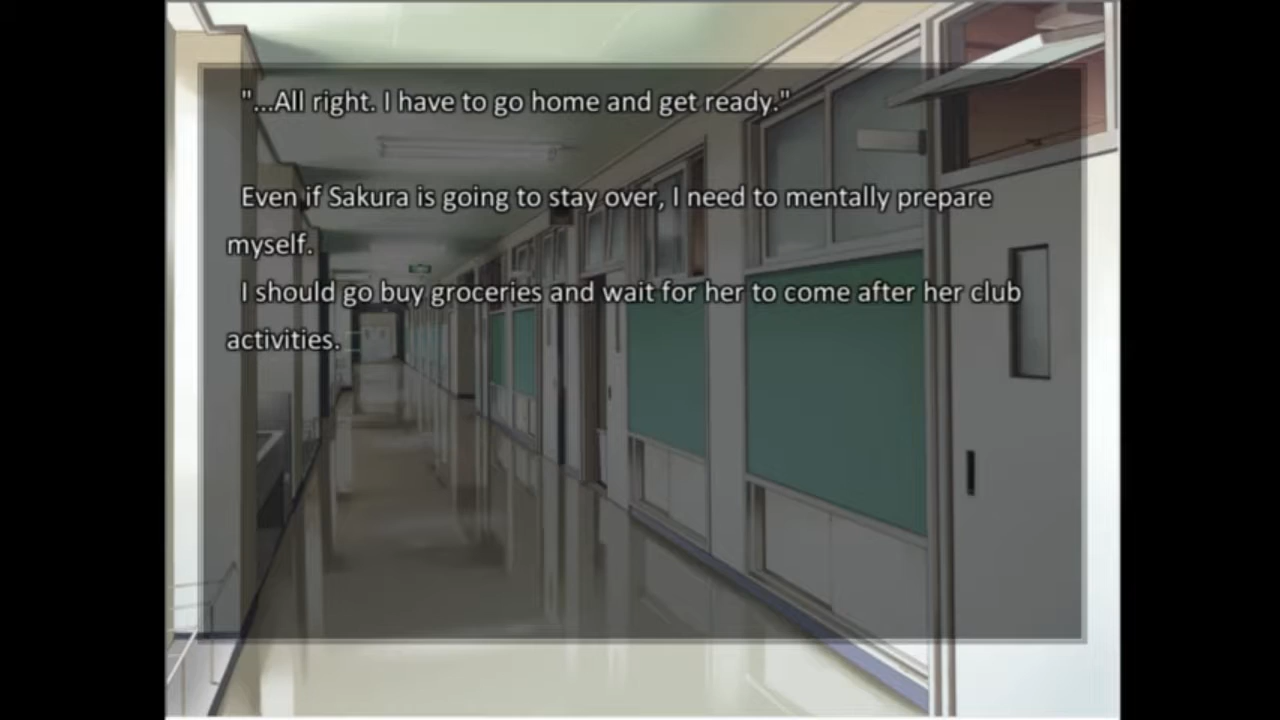 "...All right. I have to go home and get ready."
Even if Sakura is going to stay over, I need to mentally prepare
myself.
I should go buy groceries and wait for her to come after her club
activities.